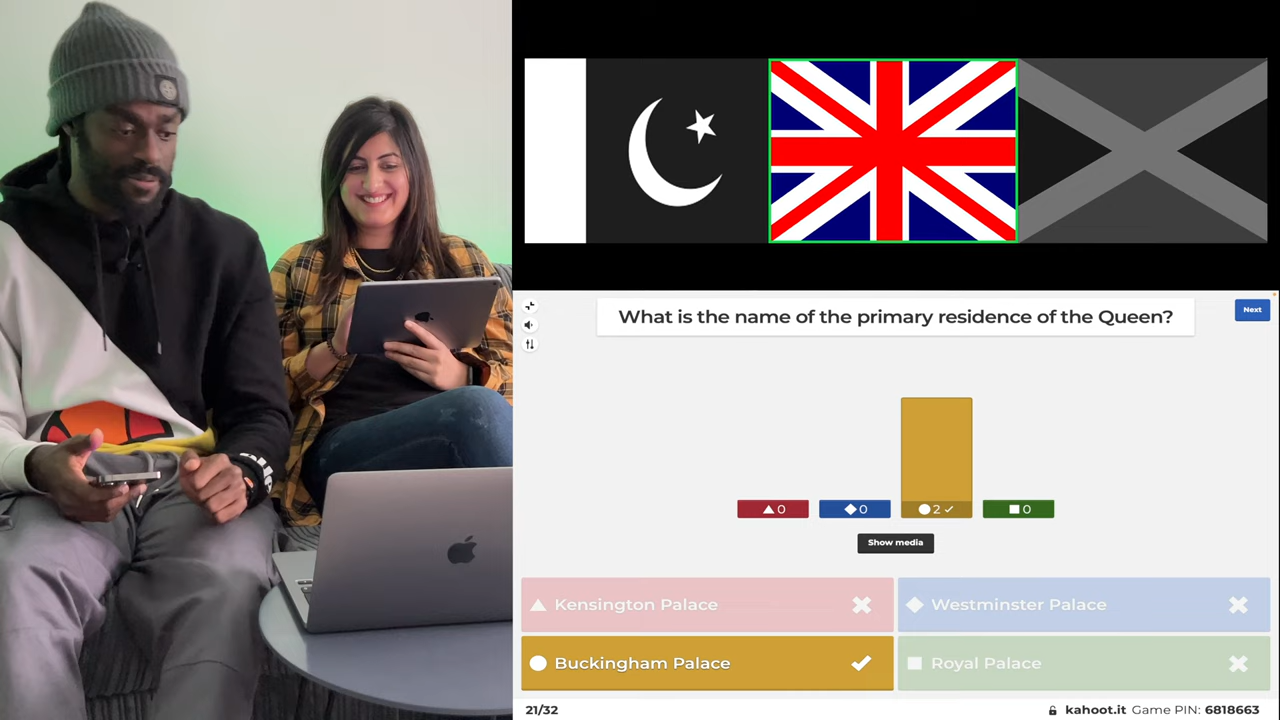 What is the name of the primary residence of the Queen?
Next
0
0
2
0
Show media
Kensington Palace
Westminster Palace
Buckingham Palace
Royal Palace
21/32
kahoot.it Game PIN: 6818663